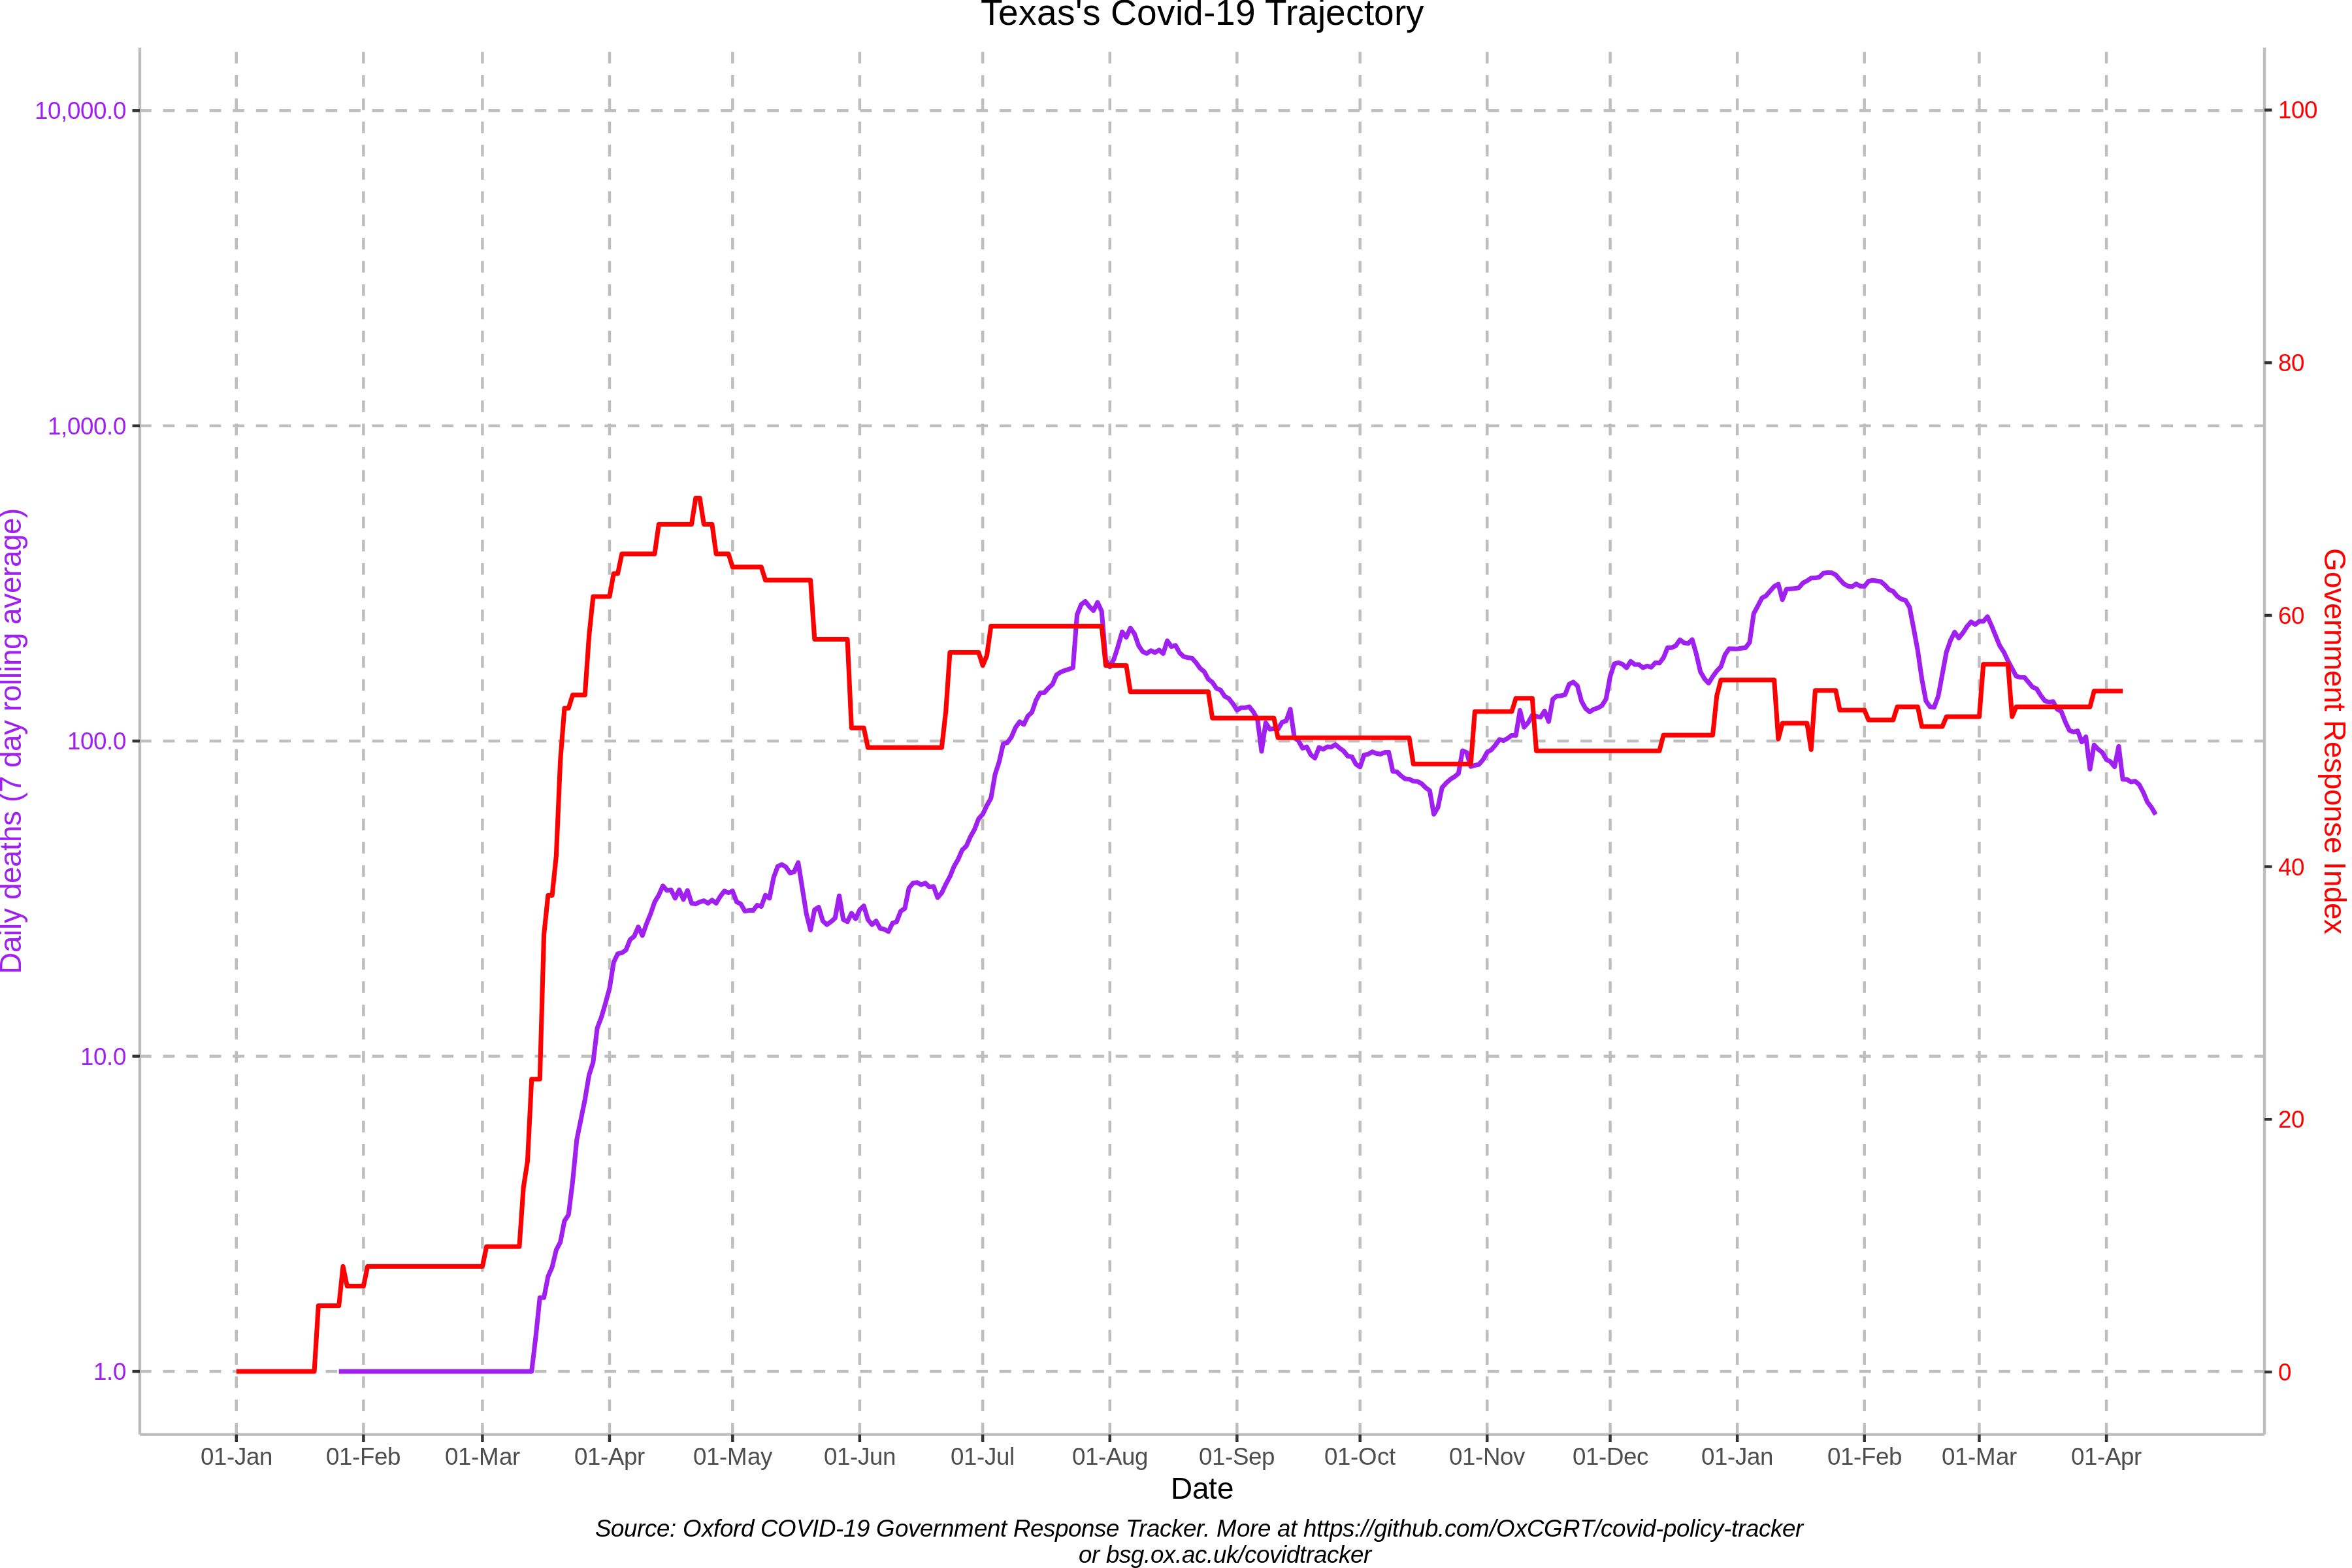 Texas's Covid-19 Trajectory
10,000.0
1,000.0
100.0
10.0
1.0
Daily deaths (7 day rolling average)
100
80
60
40
20
0
Government Response Index
01-Jan 01-Feb 01-Mar 01-Apr 01-May 01-Jun 01-Jul 01-Aug 01-Sep 01-Oct 01-Nov 01-Dec 01-Jan 01-Feb 01-Mar 01-Apr
Date
Source: Oxford COVID-19 Government Response Tracker. More at https://github.com/OxCGRT/covid-policy-tracker
or bsg.ox.ac.uk/covidtracker